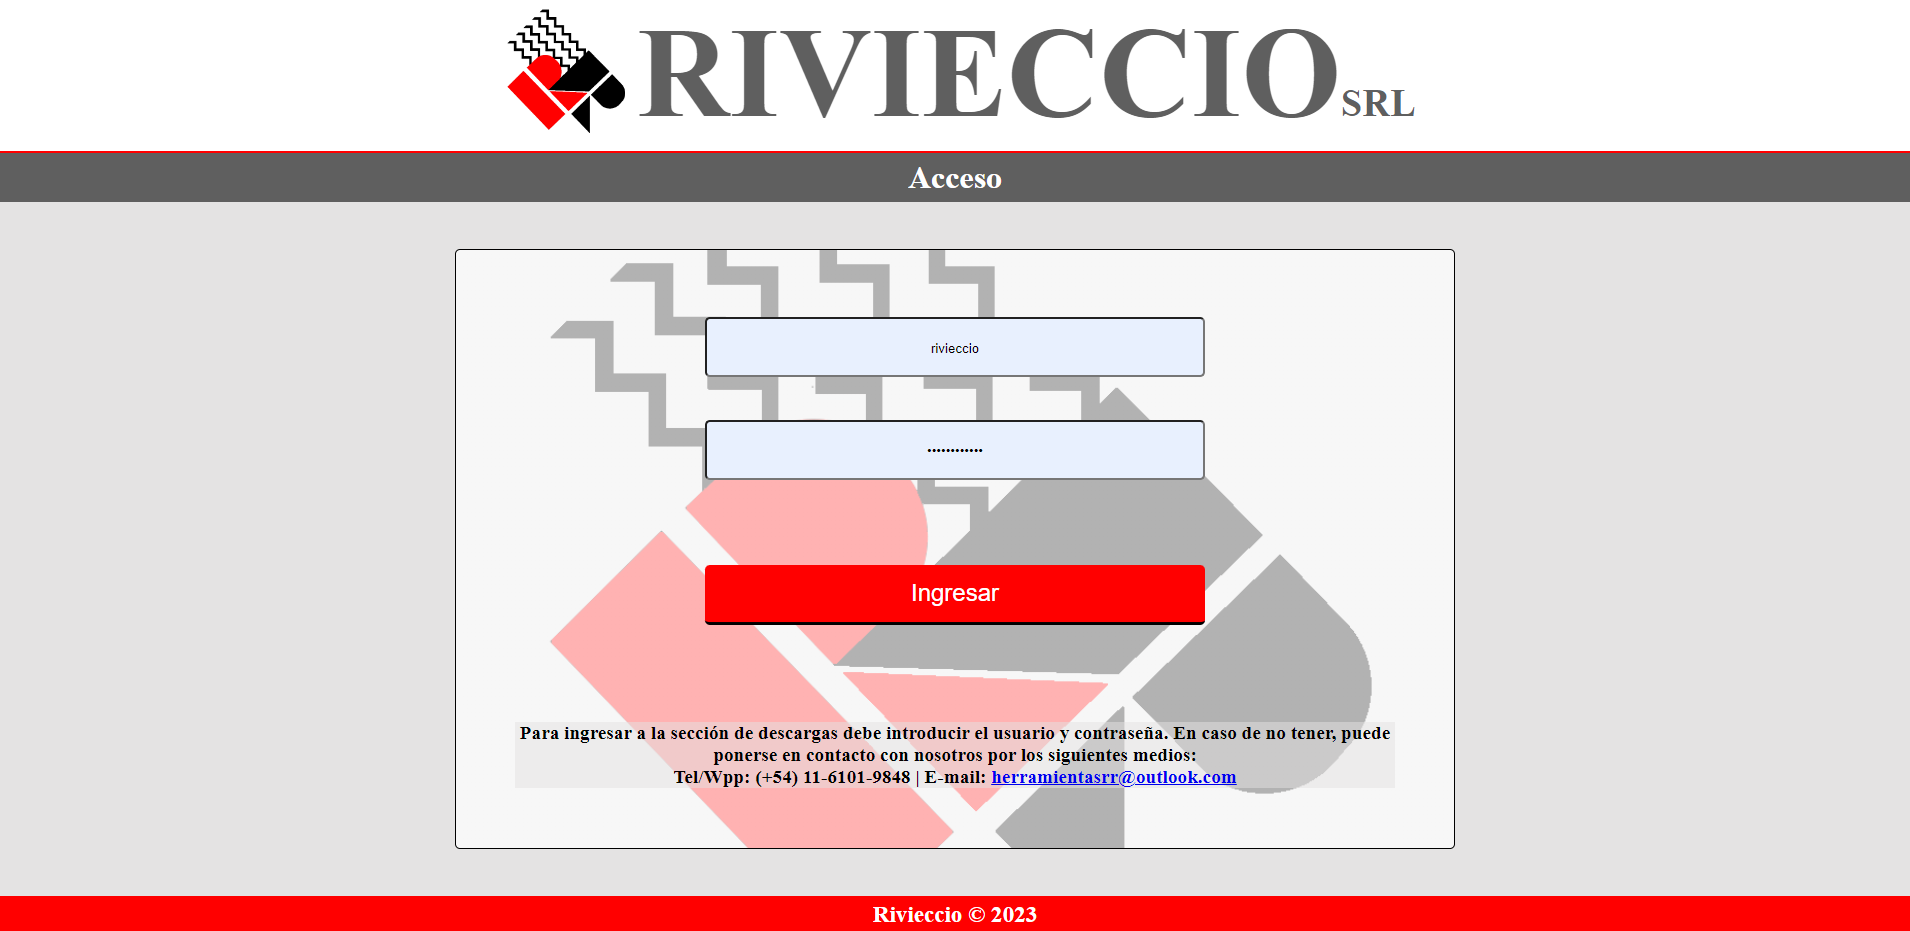 RIVIECCIO SRL
Acceso
rivieccio
············
Ingresar
Para ingresar a la sección de descargas debe introducir el usuario y contraseña. En caso de no tener, puede
ponerse en contacto con nosotros por los siguientes medios:
Tel/Wpp: (+54) 11-6101-9848 | E-mail: herramientasrr@outlook.com
Rivieccio © 2023